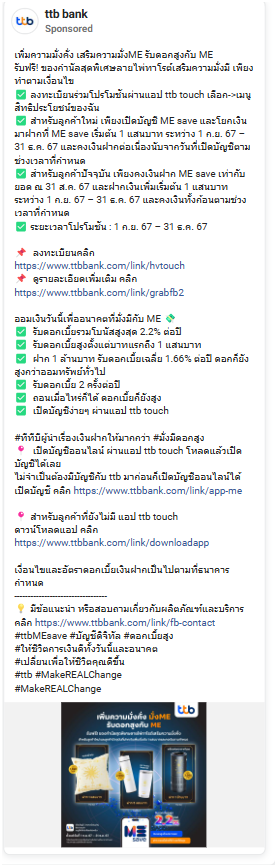 ttb bank
Sponsored
เพิ่มความมั่งคั่ง เสริมความมั่งME รับดอกสูงกับ ME
รับฟรี! ของกำนัลสุดพิเศษลายไพ่ทาโรต์เสริมความมั่งมี เพียง
ทำตามเงื่อนไข
✅ ลงทะเบียนร่วมโปรโมชั่นผ่านแอป ttb touch เลือก->เมนู
สิทธิประโยชน์ของฉัน
✅ สำหรับลูกค้าใหม่ เพียงเปิดบัญชี ME save และโยกเงิน
มาฝากที่ ME save เริ่มต้น 1 แสนบาท ระหว่าง 1 ก.ย. 67 –
31 ธ.ค. 67 และคงเงินฝากต่อเนื่องนับจากวันที่เปิดบัญชีตาม
ช่วงเวลาที่กำหนด
✅ สำหรับลูกค้าปัจจุบัน เพียงคงเงินฝาก ME save เท่ากับ
ยอด ณ 31 ส.ค. 67 และฝากเงินเพิ่มเริ่มต้น 1 แสนบาท
ระหว่าง 1 ก.ย. 67 – 31 ธ.ค. 67 และคงเงินทั้งก้อนตามช่วง
เวลาที่กำหนด
✅ ระยะเวลาโปรโมชั่น : 1 ก.ย. 67 – 31 ธ.ค. 67
📌 ลงทะเบียนคลิก
https://www.ttbbank.com/link/hvtouch
📌 ดูรายละเอียดเพิ่มเติม คลิก
https://www.ttbbank.com/link/grabfb2
ออมเงินวันนี้เพื่ออนาคตที่มั่งมีกับ ME 💸
✅ รับดอกเบี้ยรวมโบนัสสูงสุด 2.2% ต่อปี
✅ รับดอกเบี้ยสูงตั้งแต่บาทแรกถึง 1 แสนบาท
✅ ฝาก 1 ล้านบาท รับดอกเบี้ยเฉลี่ย 1.66% ต่อปี ดอกก็ยัง
สูงกว่าออมทรัพย์ทั่วไป
✅ รับดอกเบี้ย 2 ครั้งต่อปี
✅ ถอนเมื่อไหร่ก็ได้ ดอกเบี้ยก็ยังสูง
✅ เปิดบัญชีง่ายๆ ผ่านแอป ttb touch
#ทีทีบีผู้นำเรื่องเงินฝากให้มากกว่า #มั่งมีดอกสูง
📍 เปิดบัญชีออนไลน์ ผ่านแอป ttb touch โหลดแล้วเปิด
บัญชีได้เลย
ไม่จำเป็นต้องมีบัญชีกับ ttb มาก่อนก็เปิดบัญชีออนไลน์ได้
เปิดบัญชี คลิก https://www.ttbbank.com/link/app-me
📍 สำหรับลูกค้าที่ยังไม่มี แอป ttb touch
ดาวน์โหลดแอป คลิก
https://www.ttbbank.com/link/downloadapp
เงื่อนไขและอัตราดอกเบี้ยเงินฝากเป็นไปตามที่ธนาคาร
กำหนด
--------------------------------
💡 มีข้อแนะนำ หรือสอบถามเกี่ยวกับผลิตภัณฑ์และบริการ
คลิก https://www.ttbbank.com/link/fb-contact
#ttbMEsave #บัญชีดิจิทัล #ดอกเบี้ยสูง
#ให้ชีวิตการเงินดีทั้งวันนี้และอนาคต
#เปลี่ยนเพื่อให้ชีวิตคุณดีขึ้น
#ttb #MakeREALChange
#MakeREALChange
ttb
เพิ่มความมั่งคั่ง มั่งME
รับดอกสูงกับ ME
ME
save
2.2%